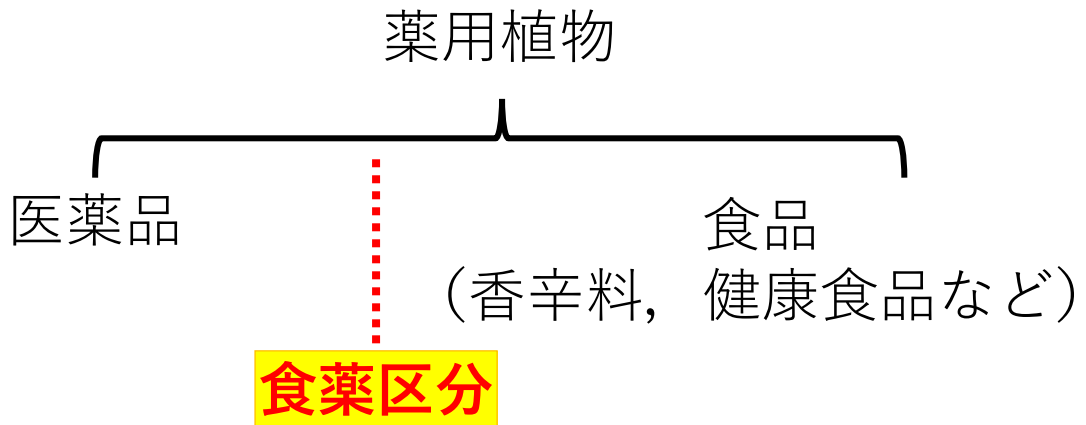 薬用植物
医薬品
食品
（香辛料，健康食品など）
食薬区分